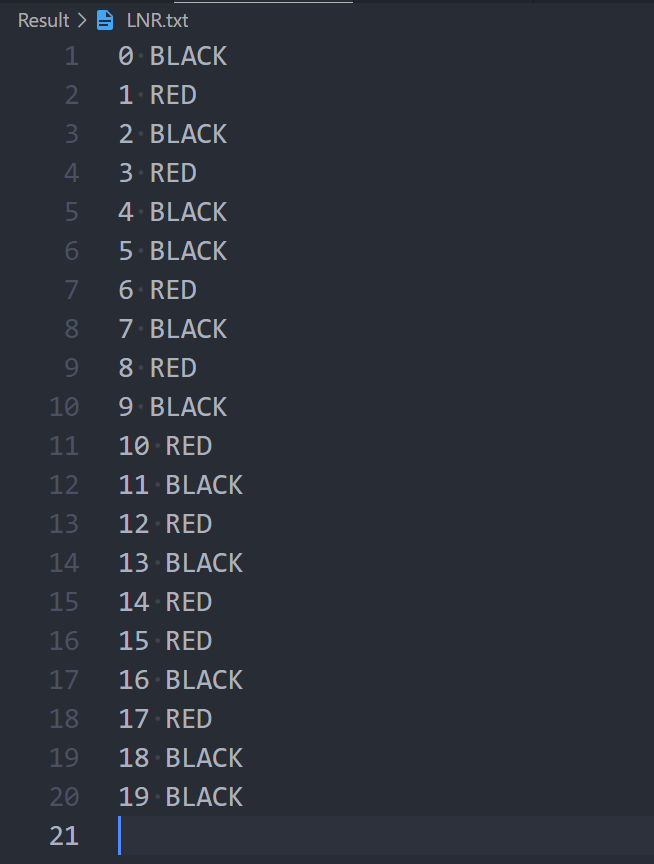 Result > LNR.txt
1 0 BLACK
2 1 RED
3 2 BLACK
4 3 RED
5 4 BLACK
6 5 BLACK
7 6 RED
8 7 BLACK
9 8 RED
10 9 BLACK
11 10 RED
12 11 BLACK
13 12 RED
14 13 BLACK
15 14 RED
16 15 RED
17 16 BLACK
18 17 RED
19 18 BLACK
20 19 BLACK
21